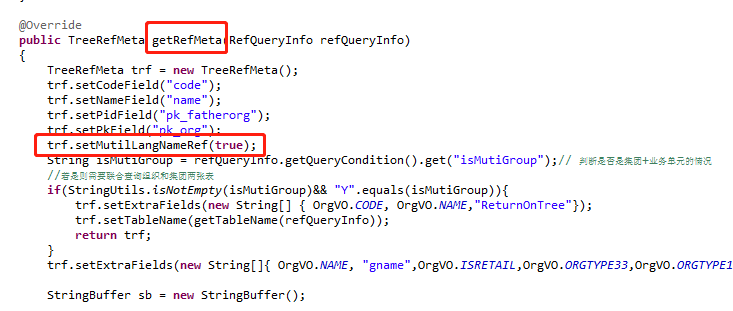 @Override
public TreeRefMeta getRefMeta(RefQueryInfo refQueryInfo)
{
TreeRefMeta trf = new TreeRefMeta();
trf.setCodeField("code");
trf.setNameField("name");
trf.setPidField("pk_fatherorg");
trf.setPkField("pk_org");
trf.setMutilLangNameRef(true);
String isMutiGroup = refQueryInfo.getQueryCondition().get("isMutiGroup");// 判断是否是集团+业务单元的情况
//若是则需要联合查询组织和集团两张表
if(StringUtils.isNotEmpty(isMutiGroup)&& "Y".equals(isMutiGroup)){
trf.setExtraFields(new String[] { OrgVO.CODE, OrgVO.NAME,"ReturnOnTree"});
trf.setTableName(getTableName(refQueryInfo));
return trf;
}
trf.setExtraFields(new String[]{ OrgVO.NAME, "gname",OrgVO.ISRETAIL,OrgVO.ORGTYPE33,OrgVO.ORGTYPE1
StringBuffer sb = new StringBuffer();